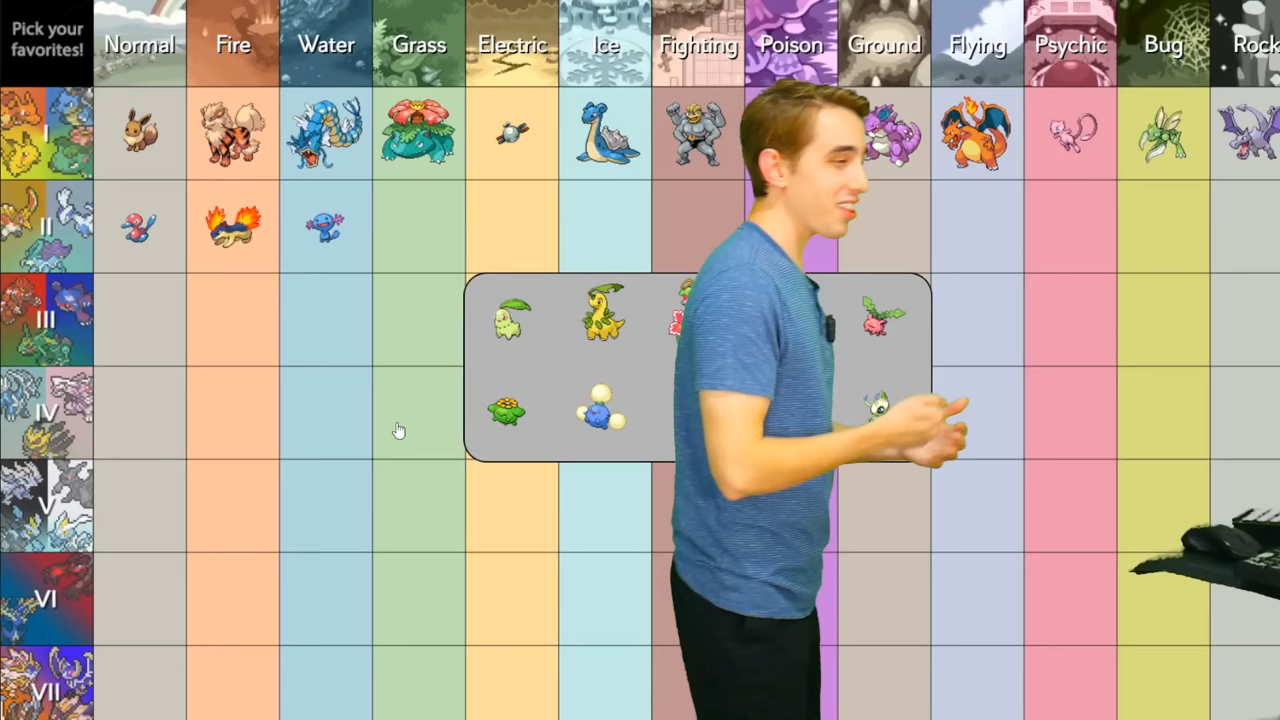 Pick your
favorites!
Normal
Fire
Water
Grass
Electric
Ice
Fighting
Poison
Ground
Flying
Psychic
Bug
Rock
I
II
III
IV
V
VI
VII